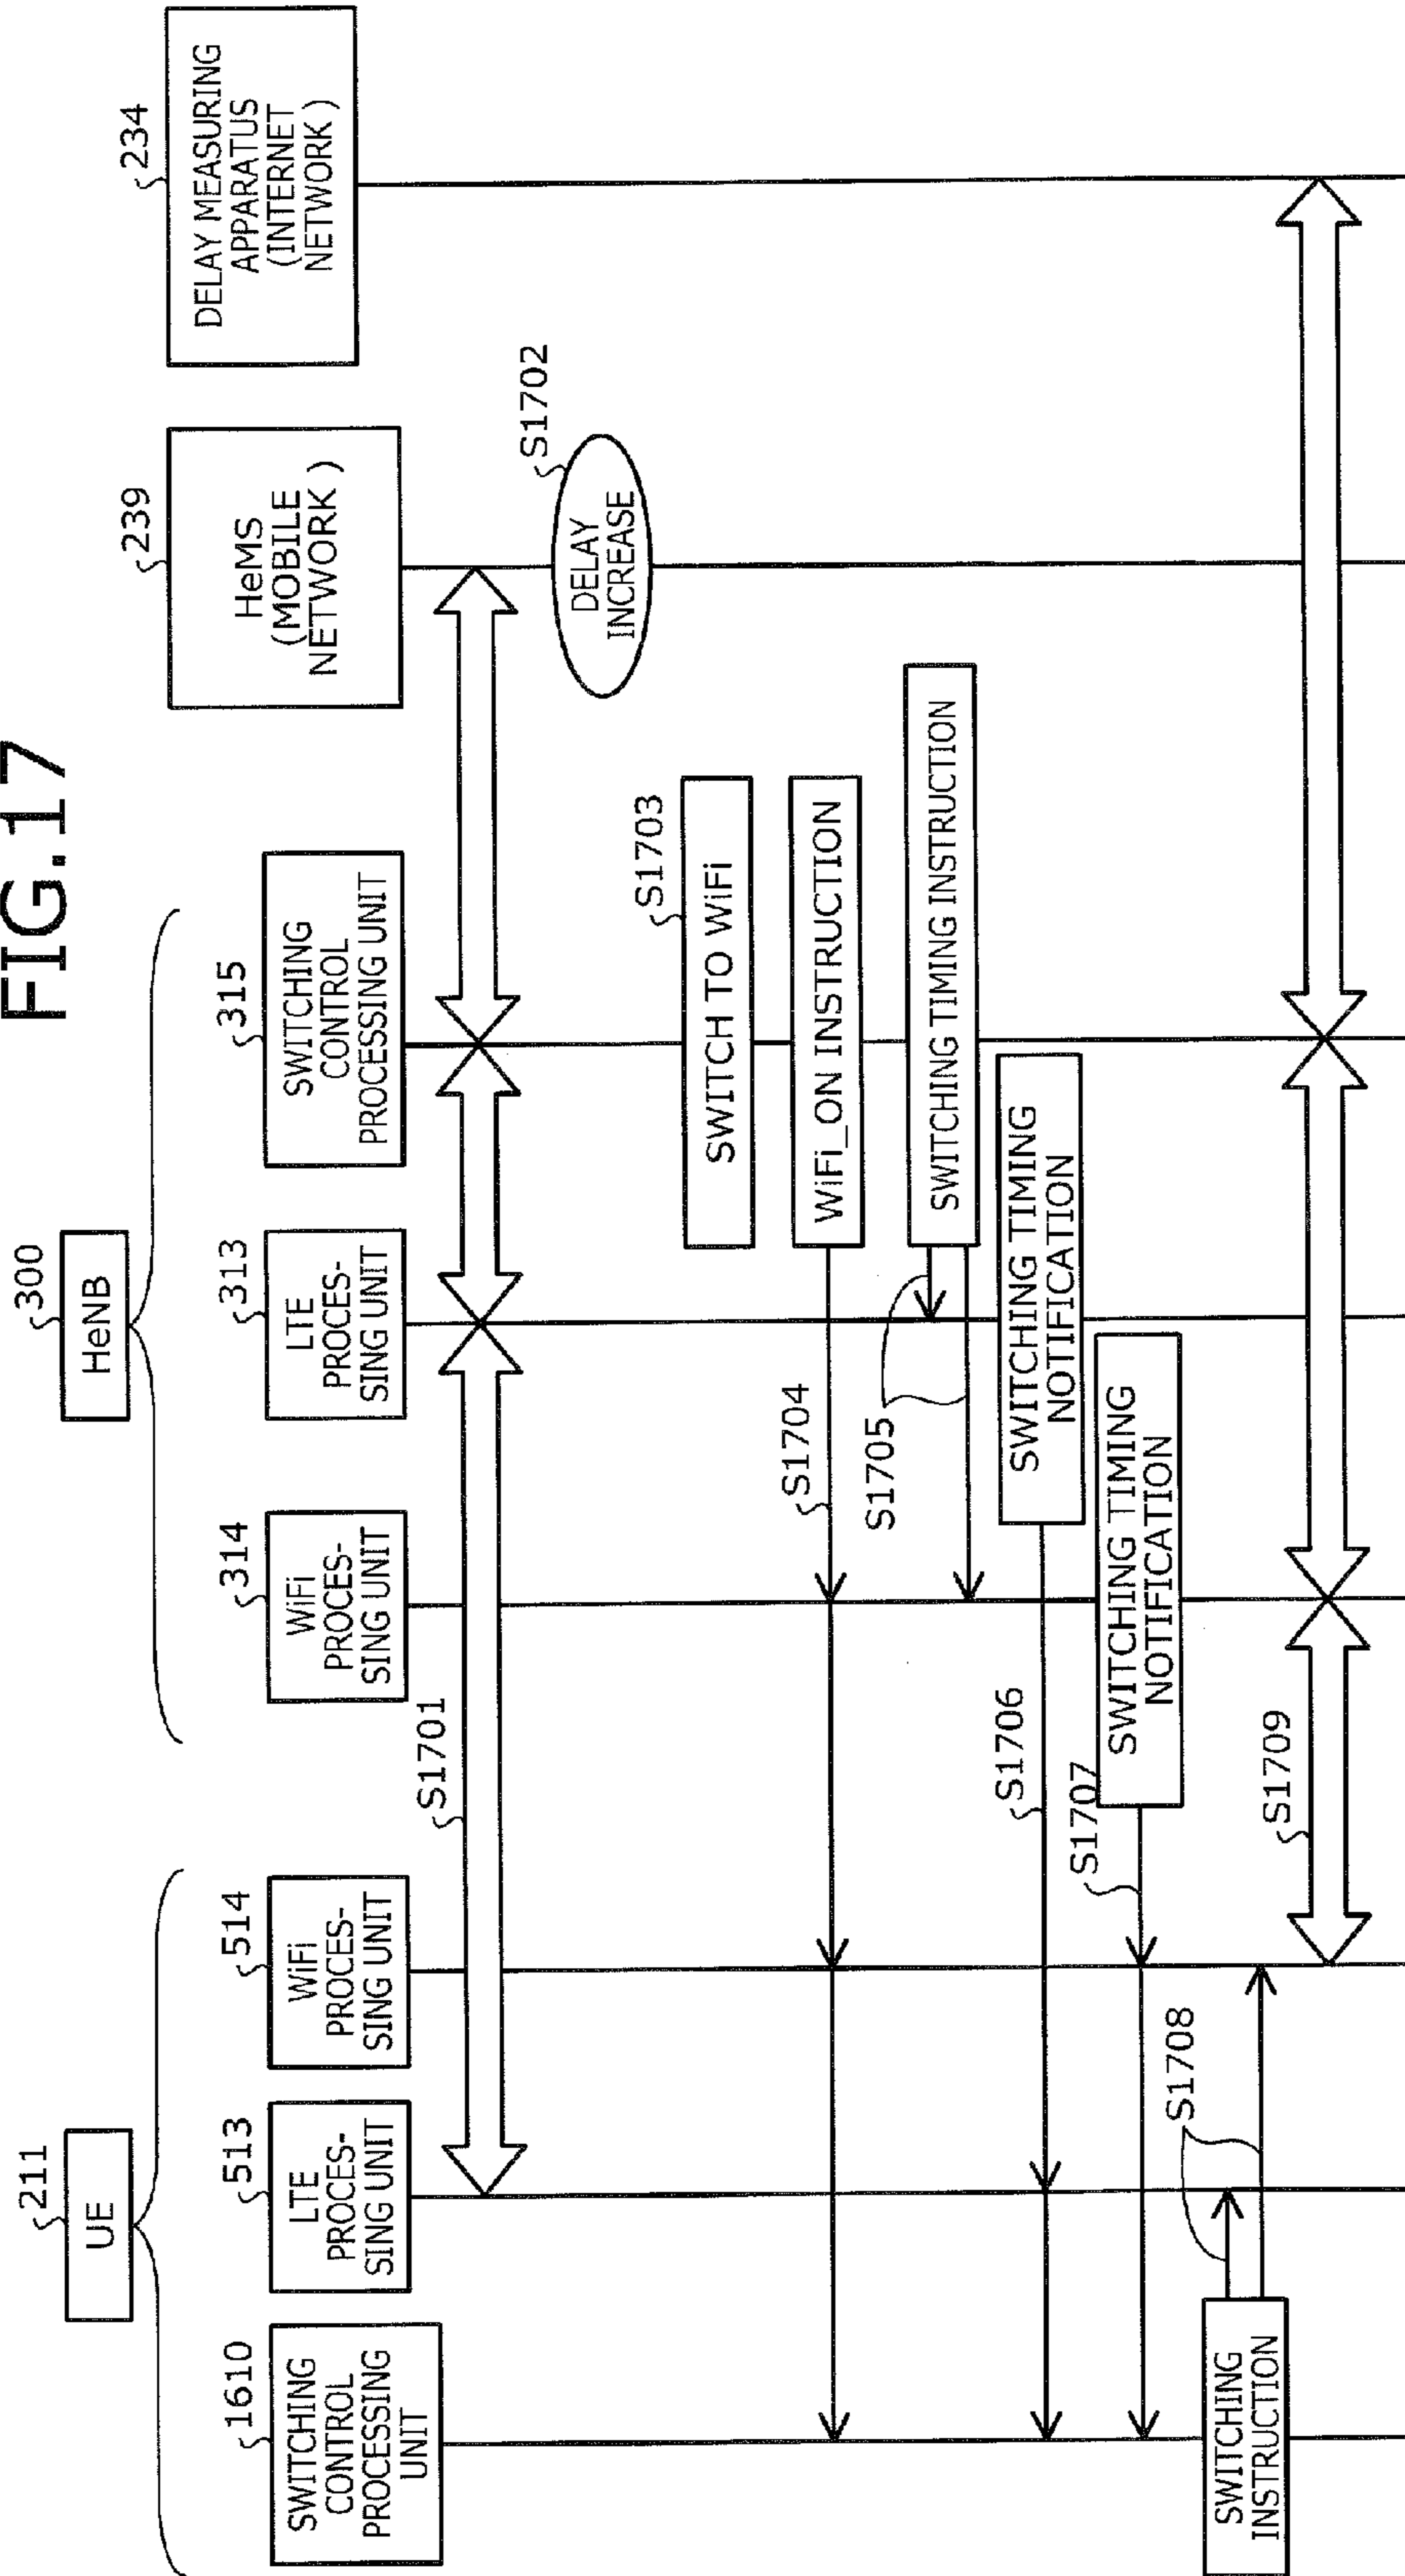 FIG.17
211
UE
300
HeNB
1610
SWITCHING
CONTROL
PROCESSING
UNIT
513
LTE
PROCES-
SING UNIT
514
WiFi
PROCES-
SING UNIT
314
WiFi
PROCES-
SING UNIT
313
LTE
PROCES-
SING UNIT
315
SWITCHING
CONTROL
PROCESSING UNIT
239
HeMS
(MOBILE
NETWORK )
234
DELAY MEASURING
APPARATUS
(INTERNET
NETWORK )
S1701
S1702
DELAY
INCREASE
S1703
SWITCH TO WiFi
S1704
WiFi_ON INSTRUCTION
S1705
SWITCHING TIMING INSTRUCTION
S1706
SWITCHING TIMING
NOTIFICATION
S1707
SWITCHING TIMING
NOTIFICATION
S1708
SWITCHING
INSTRUCTION
S1709